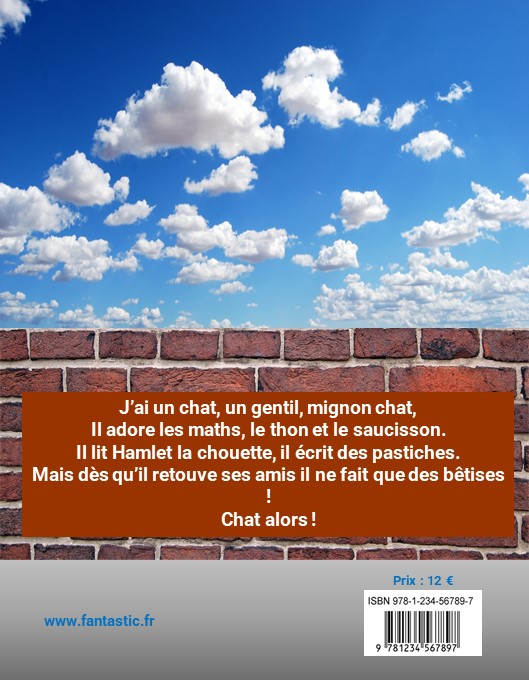 J'ai un chat, un gentil, mignon chat,
Il adore les maths, le thon et le saucisson.
Il lit Hamlet la chouette, il écrit des pastiches.
Mais dès qu'il retouve ses amis il ne fait que des bêtises
!
Chat alors !
Prix : 12 €
ISBN 978-1-234-56789-7
www.fantastic.fr
9 781234 567897